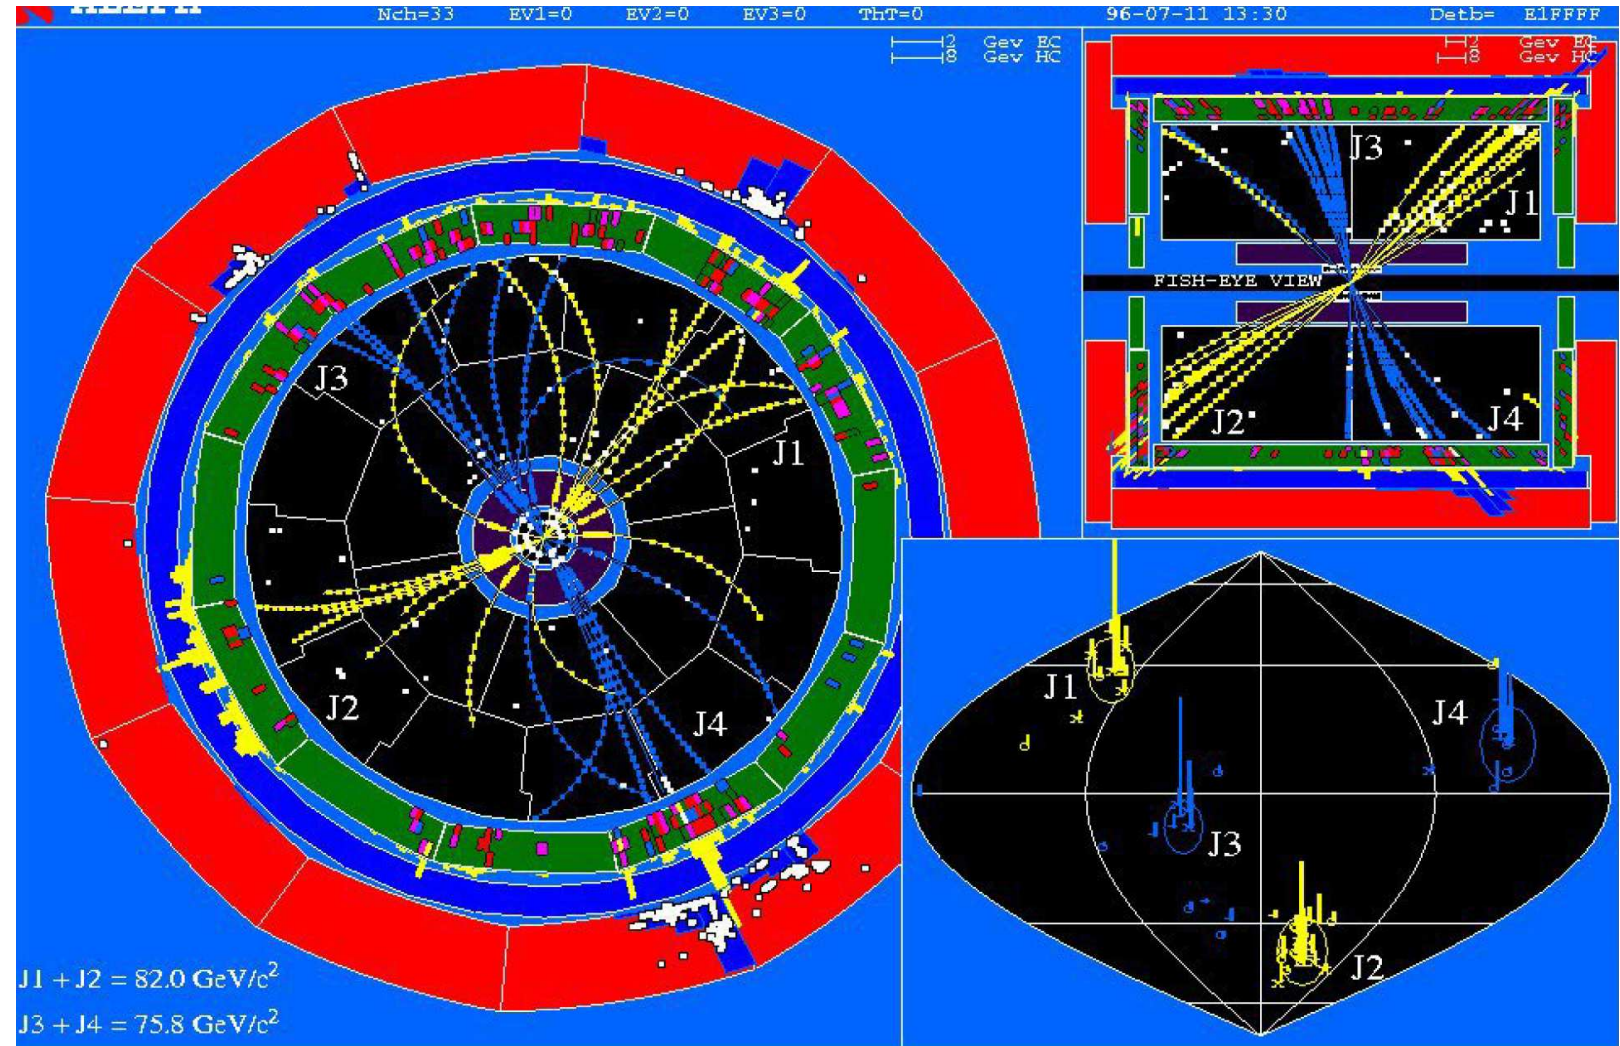 ALEPH
Nch=33 EV1=0 EV2=0 EV3=0 ThT=0 96-07-11 13:30 Detb= E1FFFF
2 Gev EC
8 Gev HC
2 Gev EC
8 Gev HC
J3
J1
FISH-EYE VIEW
J2
J4
J3
J1
J2
J4
J1
J4
J3
J2
J1 + J2 = 82.0 GeV/c²
J3 + J4 = 75.8 GeV/c²